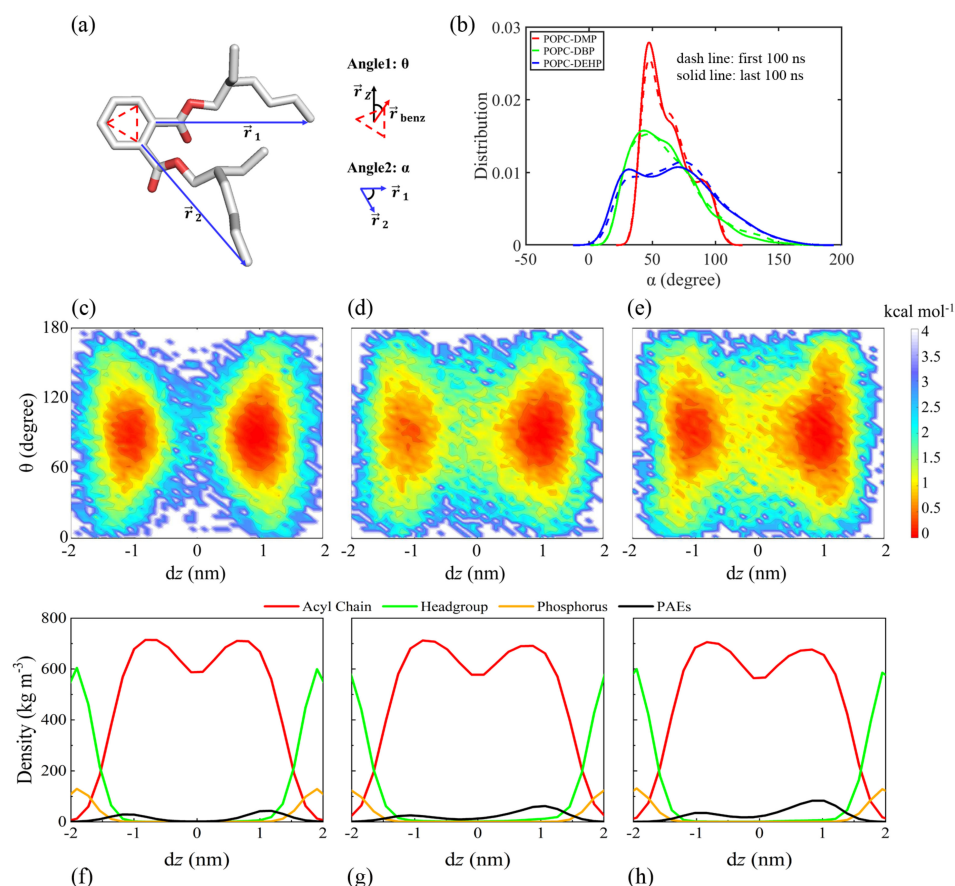 (a)
Angle1: θ
r⃗ z
r⃗ benz
Angle2: α
r⃗ 1
r⃗ 2
r⃗ 1
r⃗ 2
(b)
0.03
0.02
0.01
0
Distribution
POPC-DMP
POPC-DBP
POPC-DEHP
dash line: first 100 ns
solid line: last 100 ns
-50 0 50 100 150 200
α (degree)
(c) (d) (e)
kcal mol-1
180
120
60
0
θ (degree)
4
3.5
3
2.5
2
1.5
1
0.5
0
-2 -1 0 1 2 -2 -1 0 1 2 -2 -1 0 1 2
dz (nm) dz (nm) dz (nm)
Acyl Chain Headgroup Phosphorus PAEs
800
600
400
200
0
Density (kg m-3)
-2 -1 0 1 2 -2 -1 0 1 2 -2 -1 0 1 2
dz (nm) dz (nm) dz (nm)
(f) (g) (h)